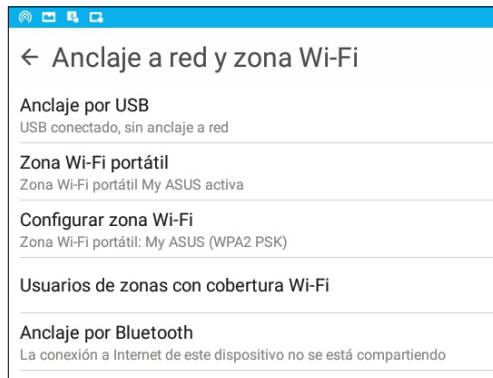 Anclaje a red y zona Wi-Fi
Anclaje por USB
USB conectado, sin anclaje a red
Zona Wi-Fi portátil
Zona Wi-Fi portátil My ASUS activa
Configurar zona Wi-Fi
Zona Wi-Fi portátil: My ASUS (WPA2 PSK)
Usuarios de zonas con cobertura Wi-Fi
Anclaje por Bluetooth
La conexión a Internet de este dispositivo no se está compartiendo